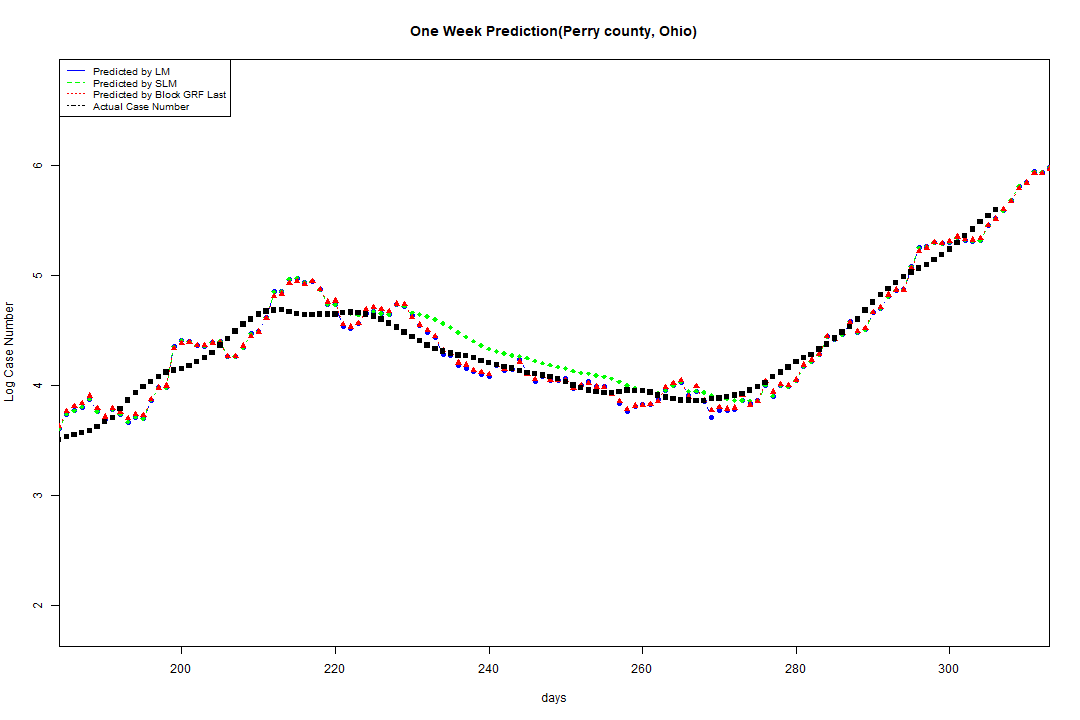 One Week Prediction(Perry county, Ohio)
Predicted by LM
Predicted by SLM
Predicted by Block GRF Last
Actual Case Number
Log Case Number
6
5
4
3
2
200 220 240 260 280 300
days